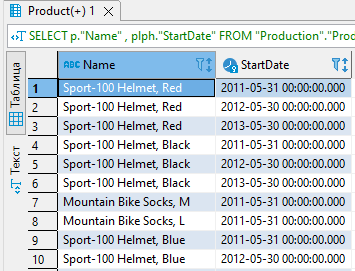 Product(+) 1
SELECT p."Name" , plph."StartDate" FROM "Production"."Prod
Таблица
Текст
ABC Name StartDate
1 Sport-100 Helmet, Red 2011-05-31 00:00:00.000
2 Sport-100 Helmet, Red 2012-05-30 00:00:00.000
3 Sport-100 Helmet, Red 2013-05-30 00:00:00.000
4 Sport-100 Helmet, Black 2011-05-31 00:00:00.000
5 Sport-100 Helmet, Black 2012-05-30 00:00:00.000
6 Sport-100 Helmet, Black 2013-05-30 00:00:00.000
7 Mountain Bike Socks, M 2011-05-31 00:00:00.000
8 Mountain Bike Socks, L 2011-05-31 00:00:00.000
9 Sport-100 Helmet, Blue 2011-05-31 00:00:00.000
10 Sport-100 Helmet, Blue 2012-05-30 00:00:00.000